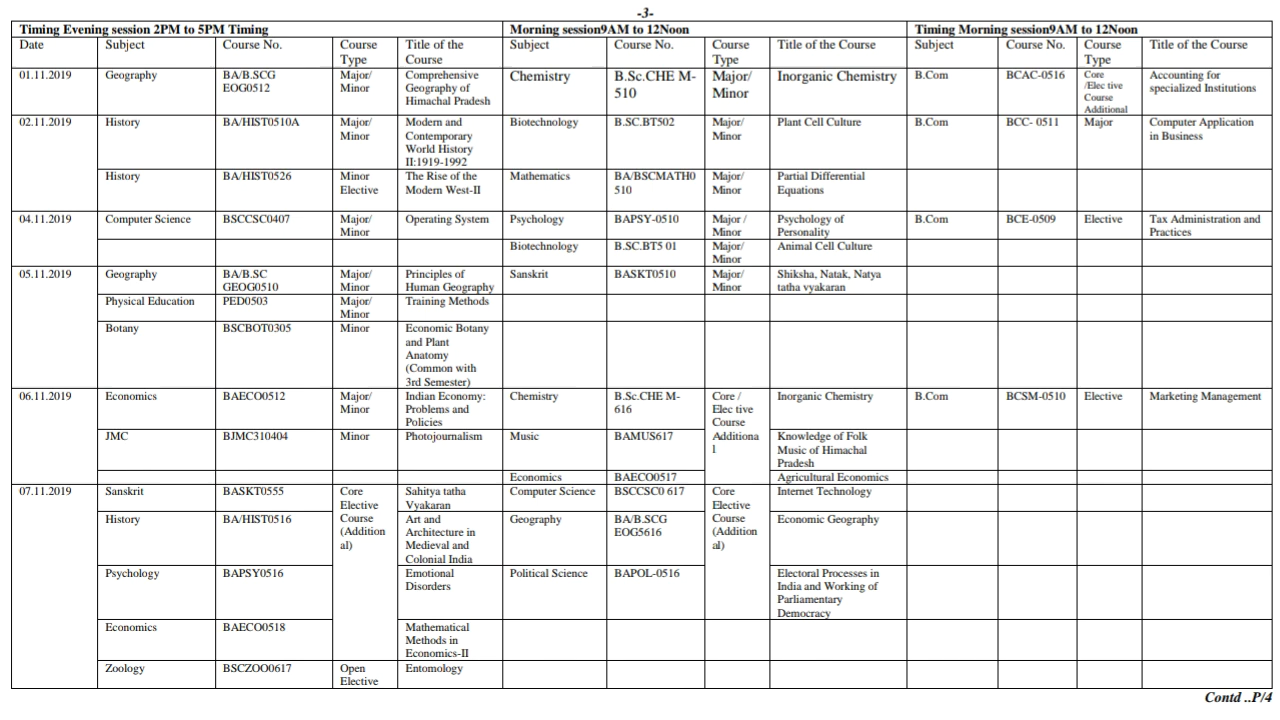 -3-
Timing Evening session 2PM to 5PM Timing Morning session9AM to 12Noon Timing Morning session9AM to 12Noon
Date Subject Course No. Course Title of the Subject Course No. Course Title of the Course Subject Course No. Course Title of the Course
Type Course Type Type
01.11.2019 Geography BA/B.SCG Major/ Comprehensive Chemistry B.Sc.CHE M- Major/ Inorganic Chemistry B.Com BCAC-0516 Core Accounting for
EOG0512 Minor Geography of 510 Minor /Elec tive specialized Institutions
Himachal Pradesh Course
Additional
02.11.2019 History BA/HIST0510A Major/ Modern and Biotechnology B.SC.BT502 Major/ Plant Cell Culture B.Com BCC- 0511 Major Computer Application
Minor Contemporary Minor in Business
World History
II:1919-1992
History BA/HIST0526 Minor The Rise of the Mathematics BA/BSCMATH0 Major/ Partial Differential
Elective Modern West-II 510 Minor Equations
04.11.2019 Computer Science BSCCSC0407 Major/ Operating System Psychology BAPSY-0510 Major / Psychology of B.Com BCE-0509 Elective Tax Administration and
Minor Minor Personality Practices
Biotechnology B.SC.BT5 01 Major/ Animal Cell Culture
Minor
05.11.2019 Geography BA/B.SC Major/ Principles of Sanskrit BASKT0510 Major/ Shiksha, Natak, Natya
GEOG0510 Minor Human Geography Minor tatha vyakaran
Physical Education PED0503 Major/ Training Methods
Minor
Botany BSCBOT0305 Minor Economic Botany
and Plant
Anatomy
(Common with
3rd Semester)
06.11.2019 Economics BAECO0512 Major/ Indian Economy: Chemistry B.Sc.CHE M- Core / Inorganic Chemistry B.Com BCSM-0510 Elective Marketing Management
Minor Problems and 616 Elec tive
Policies Course
JMC BJMC310404 Minor Photojournalism Music BAMUS617 Additiona Knowledge of Folk
l Music of Himachal
Pradesh
Economics BAECO0517 Agricultural Economics
07.11.2019 Sanskrit BASKT0555 Core Sahitya tatha Computer Science BSCCSC0 617 Core Internet Technology
Elective Vyakaran Elective
History BA/HIST0516 Course Art and Geography BA/B.SCG Course Economic Geography
(Addition Architecture in EOG5616 (Addition
al) Medieval and al)
Colonial India
Psychology BAPSY0516 Emotional Political Science BAPOL-0516 Electoral Processes in
Disorders India and Working of
Parliamentary
Democracy
Economics BAECO0518 Mathematical
Methods in
Economics-II
Zoology BSCZOO0617 Open Entomology
Elective
Contd ..P/4